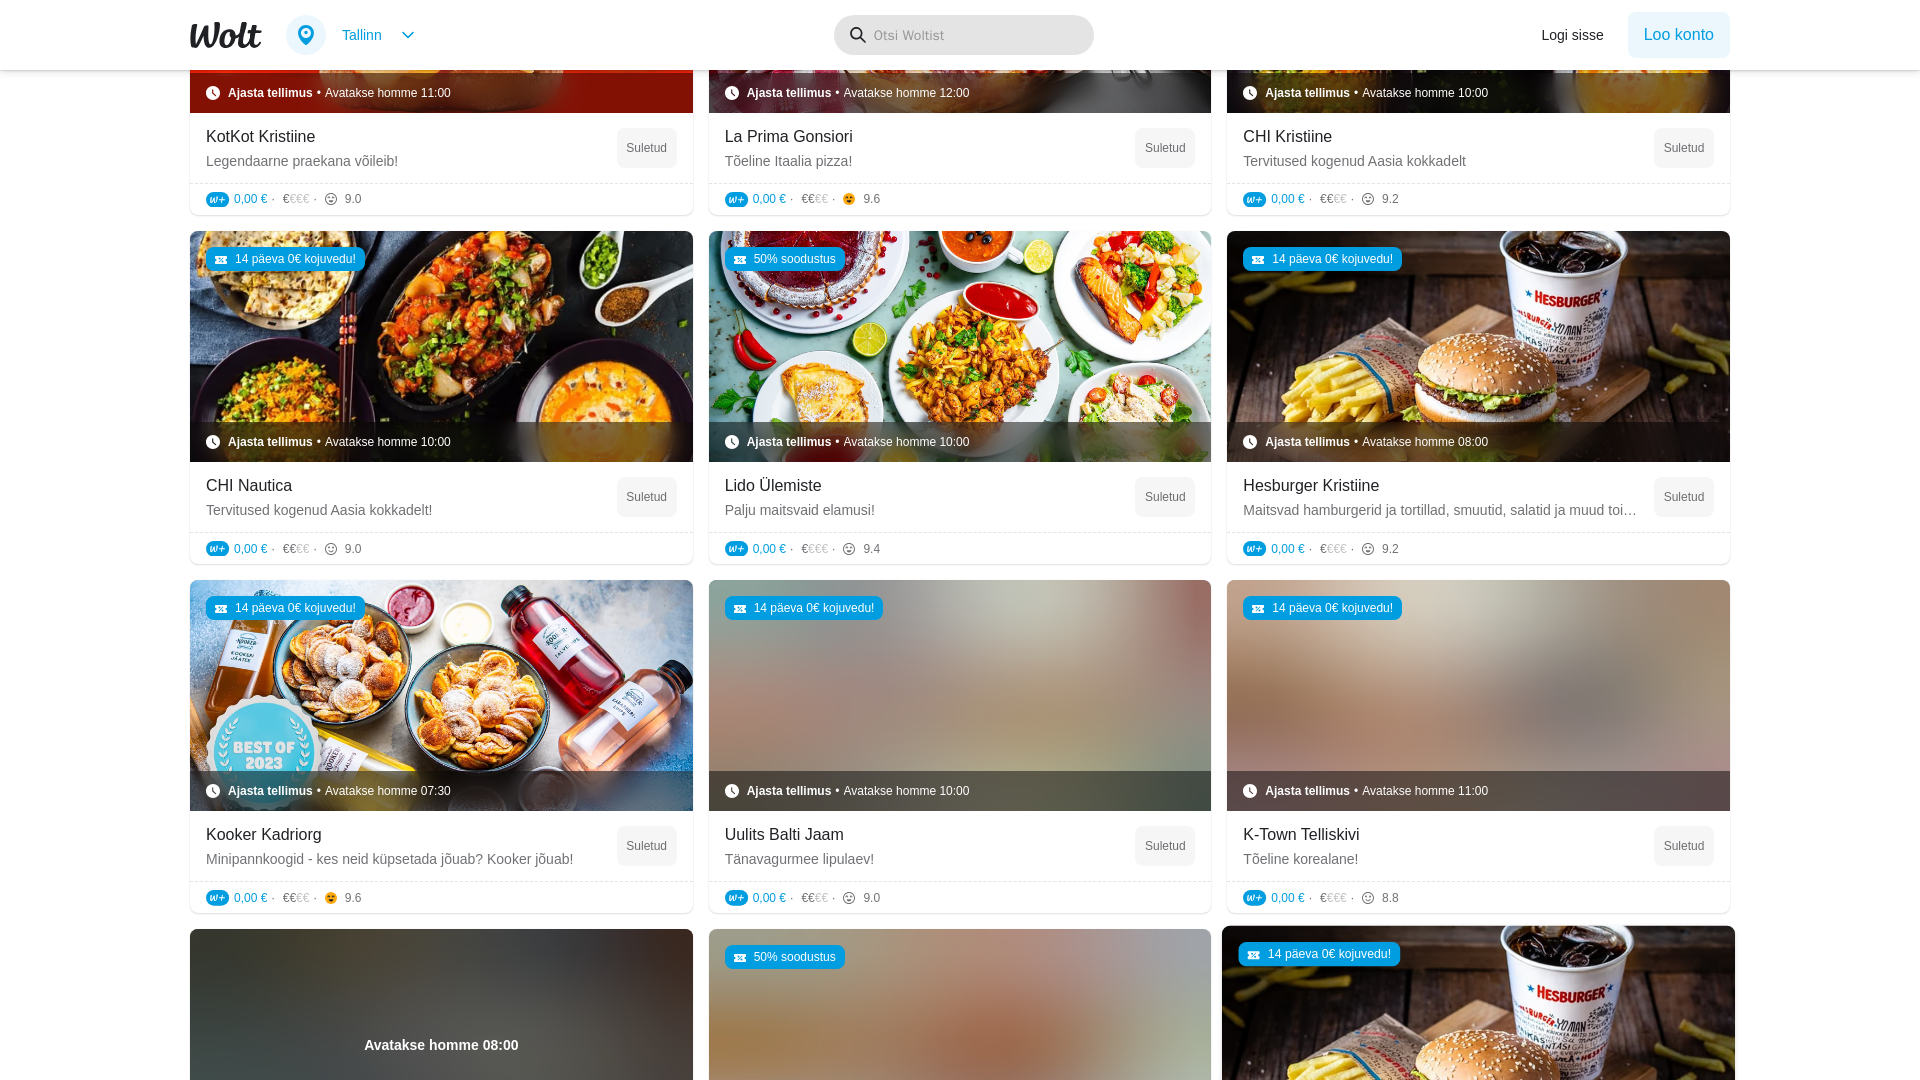 Wolt
Tallinn
Otsi Woltist
Logi sisse
Loo konto
Ajasta tellimus • Avatakse homme 11:00
Ajasta tellimus • Avatakse homme 12:00
Ajasta tellimus • Avatakse homme 10:00
KotKot Kristiine
Legendaarne praekana võileib!
Suletud
La Prima Gonsiori
Tõeline Itaalia pizza!
Suletud
CHI Kristiine
Tervitused kogenud Aasia kokkadelt
Suletud
W+ 0,00 € · €€€€ · 9.0
W+ 0,00 € · €€€€ · 9.6
W+ 0,00 € · €€€€ · 9.2
14 päeva 0€ kojuvedu!
50% soodustus
14 päeva 0€ kojuvedu!
HESBURGER
Ajasta tellimus • Avatakse homme 10:00
Ajasta tellimus • Avatakse homme 10:00
Ajasta tellimus • Avatakse homme 08:00
CHI Nautica
Tervitused kogenud Aasia kokkadelt!
Suletud
Lido Ülemiste
Palju maitsvaid elamusi!
Suletud
Hesburger Kristiine
Maitsvad hamburgerid ja tortillad, smuutid, salatid ja muud toi…
Suletud
W+ 0,00 € · €€€€ · 9.0
W+ 0,00 € · €€€€ · 9.4
W+ 0,00 € · €€€€ · 9.2
14 päeva 0€ kojuvedu!
14 päeva 0€ kojuvedu!
14 päeva 0€ kojuvedu!
BEST OF
2023
Ajasta tellimus • Avatakse homme 07:30
Ajasta tellimus • Avatakse homme 10:00
Ajasta tellimus • Avatakse homme 11:00
Kooker Kadriorg
Minipannkoogid - kes neid küpsetada jõuab? Kooker jõuab!
Suletud
Uulits Balti Jaam
Tänavagurmee lipulaev!
Suletud
K-Town Telliskivi
Tõeline korealane!
Suletud
W+ 0,00 € · €€€€ · 9.6
W+ 0,00 € · €€€€ · 9.0
W+ 0,00 € · €€€€ · 8.8
50% soodustus
14 päeva 0€ kojuvedu!
HESBURGER
Avatakse homme 08:00